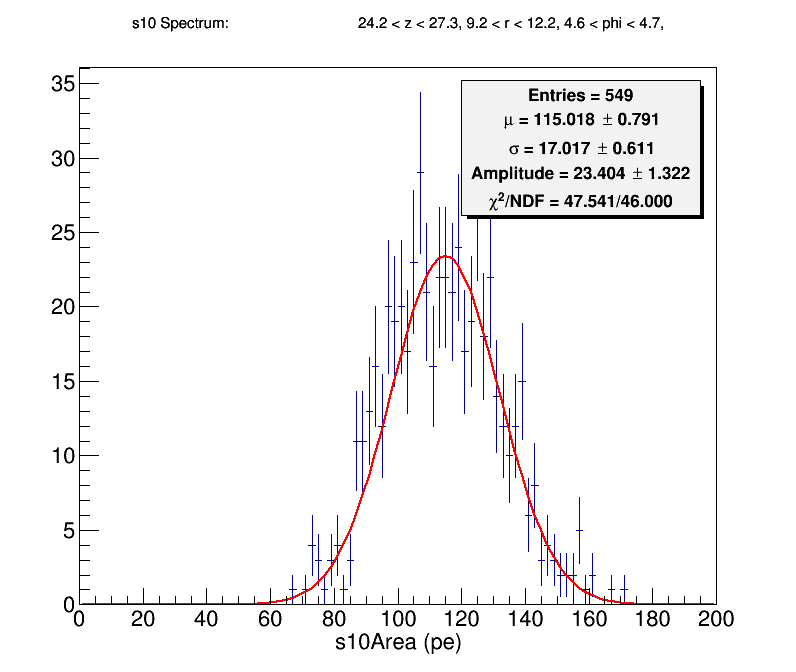 s10 Spectrum: 24.2 < z < 27.3, 9.2 < r < 12.2, 4.6 < phi < 4.7,
35
Entries = 549
μ = 115.018 ± 0.791
σ = 17.017 ± 0.611
Amplitude = 23.404 ± 1.322
χ²/NDF = 47.541/46.000
30
25
20
15
10
5
0
0 20 40 60 80 100 120 140 160 180 200
s10Area (pe)